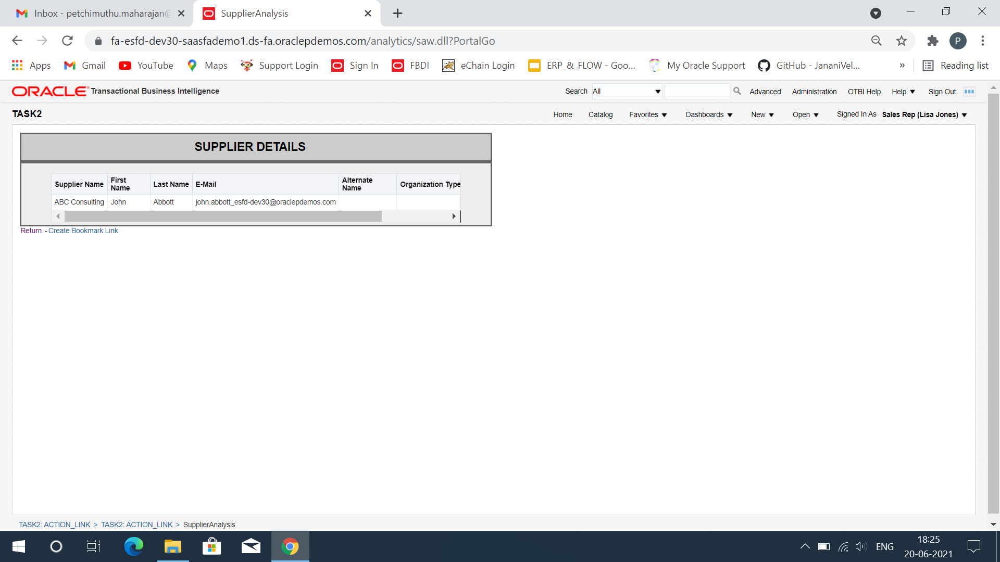 Inbox - petchimuthu.maharajan@
SupplierAnalysis
fa-esfd-dev30-saasfademo1.ds-fa.oraclepdemos.com/analytics/saw.dll?PortalGo
P
Apps Gmail YouTube Maps Support Login Sign In FBDI eChain Login ERP_&_FLOW - Goo... My Oracle Support GitHub - JananiVel... » Reading list
ORACLE Transactional Business Intelligence
Search All Advanced Administration OTBI Help Help Sign Out
TASK2
Home Catalog Favorites Dashboards New Open Signed In As Sales Rep (Lisa Jones)
SUPPLIER DETAILS
Supplier Name First Name Last Name E-Mail Alternate Name Organization Type
ABC Consulting John Abbott john.abbott_esfd-dev30@oraclepdemos.com
Return - Create Bookmark Link
TASK2: ACTION_LINK > TASK2: ACTION_LINK > SupplierAnalysis
ENG
18:25
20-06-2021